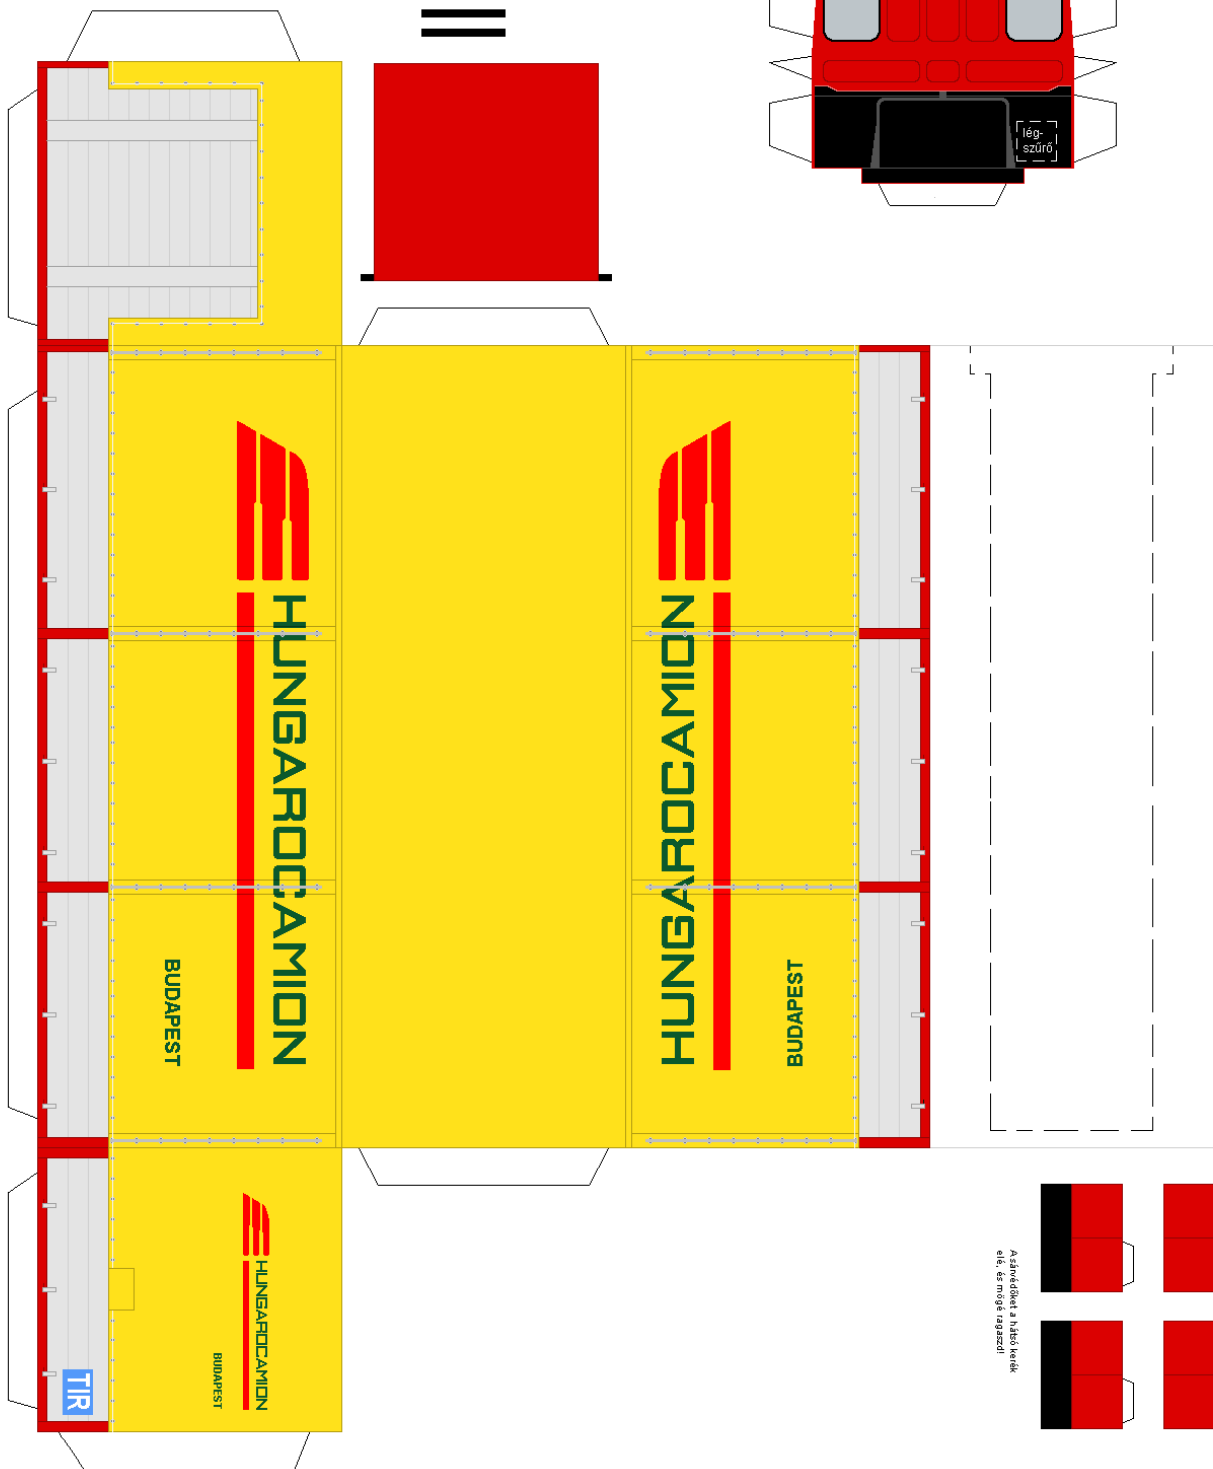 lég-
szűrő
HUNGAROCAMION
BUDAPEST
HUNGAROCAMION
BUDAPEST
HUNGAROCAMION
BUDAPEST
TIR
A sárvédőket a hátsó kerék
elé, és mögé ragaszd!